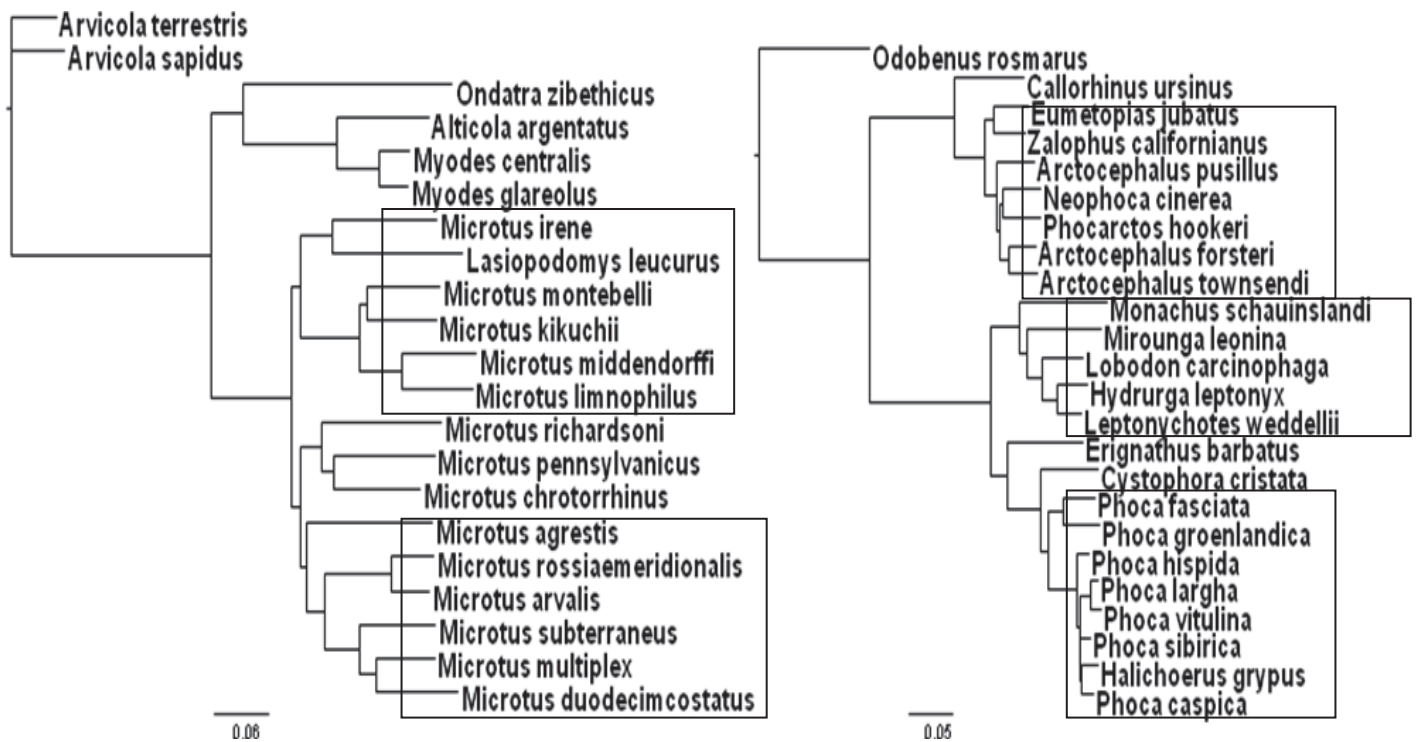 Arvicola terrestris
Arvicola sapidus
Ondatra zibethicus
Alticola argentatus
Myodes centralis
Myodes glareolus
Microtus irene
Lasiopodomys leucurus
Microtus montebelli
Microtus kikuchii
Microtus middendorffi
Microtus limnophilus
Microtus richardsoni
Microtus pennsylvanicus
Microtus chrotorrhinus
Microtus agrestis
Microtus rossiaemeridionalis
Microtus arvalis
Microtus subterraneus
Microtus multiplex
Microtus duodecimcostatus
0.06
Odobenus rosmarus
Callorhinus ursinus
Eumetopias jubatus
Zalophus californianus
Arctocephalus pusillus
Neophoca cinerea
Phocarctos hookeri
Arctocephalus forsteri
Arctocephalus townsendi
Monachus schauinslandi
Mirounga leonina
Lobodon carcinophaga
Hydrurga leptonyx
Leptonychotes weddellii
Erignathus barbatus
Cystophora cristata
Phoca fasciata
Phoca groenlandica
Phoca hispida
Phoca largha
Phoca vitulina
Phoca sibirica
Halichoerus grypus
Phoca caspica
0.05